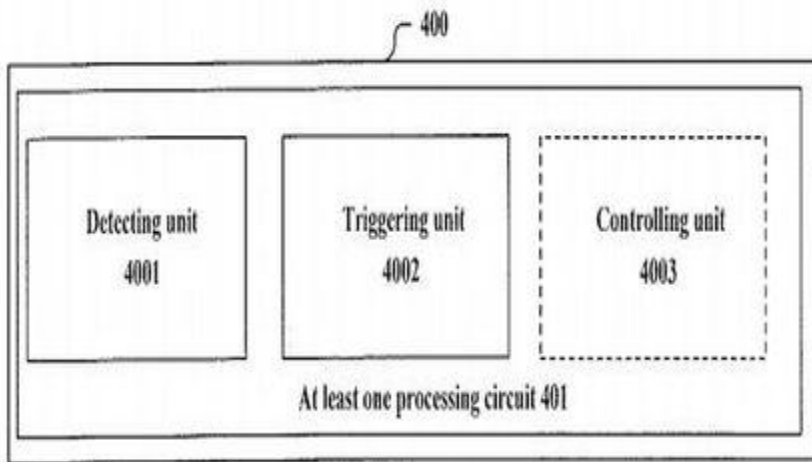 400
Detecting unit
4001
Triggering unit
4002
Controlling unit
4003
At least one processing circuit 401